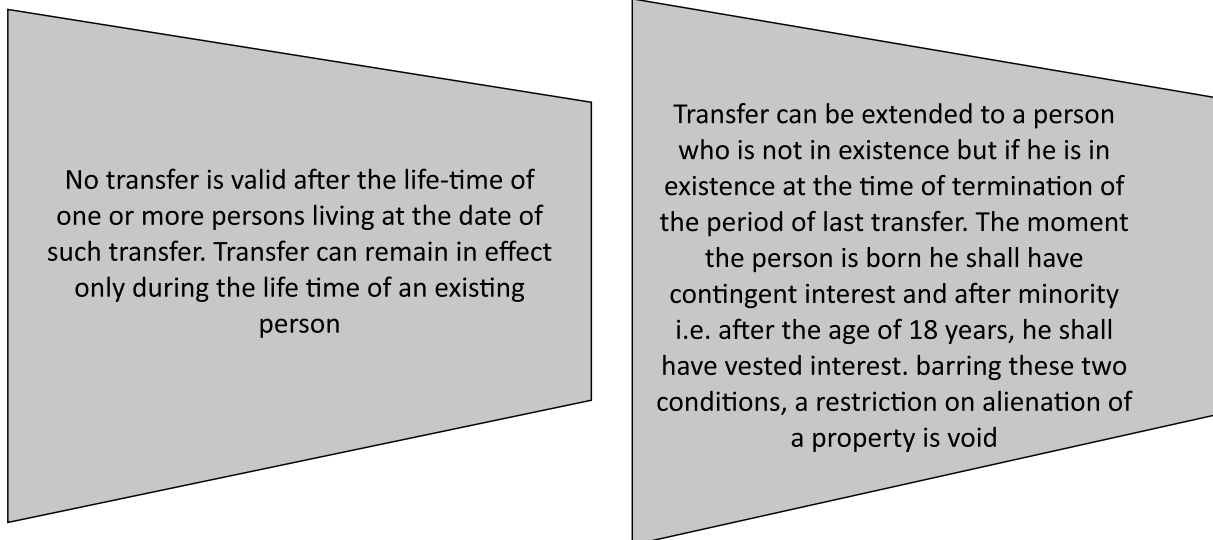 No transfer is valid after the life-time of
one or more persons living at the date of
such transfer. Transfer can remain in effect
only during the life time of an existing
person
Transfer can be extended to a person
who is not in existence but if he is in
existence at the time of termination of
the period of last transfer. The moment
the person is born he shall have
contingent interest and after minority
i.e. after the age of 18 years, he shall
have vested interest. barring these two
conditions, a restriction on alienation of
a property is void